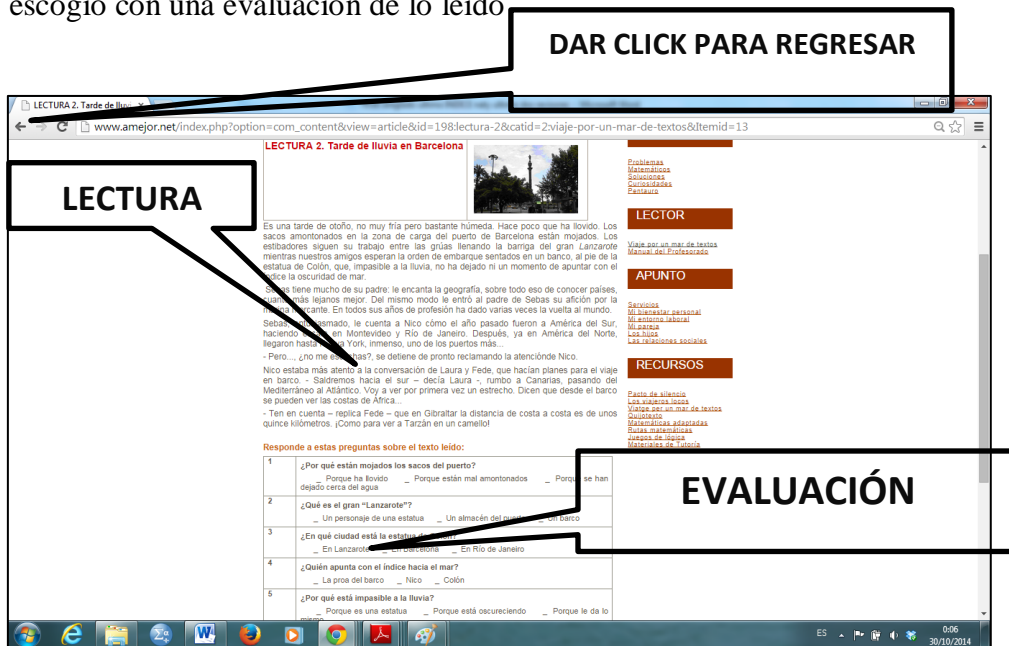 escogio con una evaluación de lo leído
DAR CLICK PARA REGRESAR
LECTURA 2. Tarde de lluv
www.amejor.net/index.php?option=com_content&view=article&id=198:lectura-2&catid=2:viaje-por-un-mar-de-textos&Itemid=13
LECTURA
LECTURA 2. Tarde de lluvia en Barcelona
Es una tarde de otoño, no muy fría pero bastante húmeda. Hace poco que ha llovido. Los
sacos amontonados en la zona de carga del puerto de Barcelona están mojados. Los
estibadores siguen su trabajo entre las grúas llenando la barriga del gran Lanzarote
mientras nuestros amigos esperan la orden de embarque sentados en un banco, al pie de la
estatua de Colón, que, impasible a la lluvia, no ha dejado ni un momento de apuntar con el
índice la oscuridad de mar.
Sebas tiene mucho de su padre: le encanta la geografía, sobre todo eso de conocer países,
cuanto más lejanos mejor. Del mismo modo le entró al padre de Sebas su afición por la
marina mercante. En todos sus años de profesión ha dado varias veces la vuelta al mundo.
Sebas, entusiasmado, le cuenta a Nico cómo el año pasado fueron a América del Sur,
haciendo en Montevideo y Río de Janeiro. Después, ya en América del Norte,
llegaron hasta York, inmenso, uno de los puertos más...
- Pero..., ¿no me escuchas?, se detiene de pronto reclamando la atenciónde Nico.
Nico estaba más atento a la conversación de Laura y Fede, que hacían planes para el viaje
en barco. - Saldremos hacia el sur – decía Laura -, rumbo a Canarias, pasando del
Mediterráneo al Atlántico. Voy a ver por primera vez un estrecho. Dicen que desde el barco
se pueden ver las costas de África...
- Ten en cuenta – replica Fede – que en Gibraltar la distancia de costa a costa es de unos
quince kilómetros. ¡Como para ver a Tarzán en un camello!
Responde a estas preguntas sobre el texto leído:
1 ¿Por qué están mojados los sacos del puerto?
_ Porque ha llovido _ Porque están mal amontonados _ Porque se han
dejado cerca del agua
2 ¿Qué es el gran “Lanzarote”?
_ Un personaje de una estatua _ Un almacén del puerto _ Un barco
3 ¿En qué ciudad está la estatua de Colón?
_ En Lanzarote _ En Barcelona _ En Río de Janeiro
4 ¿Quién apunta con el índice hacia el mar?
_ La proa del barco _ Nico _ Colón
5 ¿Por qué está impasible a la lluvia?
_ Porque es una estatua _ Porque está oscureciendo _ Porque le da lo
mismo
Problemas
Matemáticos
Soluciones
Curiosidades
Pentauro
LECTOR
Viaje por un mar de textos
Manual del Profesorado
APUNTO
Servicios
Mi bienestar personal
Mi entorno laboral
Mi pareja
Los hijos
Las relaciones sociales
RECURSOS
Pacto de silencio
Los viajeros locos
Viatge per un mar de textos
Quijotexto
Matemáticas adaptadas
Rutas matemáticas
Juegos de lógica
Materiales de Tutoría
EVALUACIÓN
ES
0:06
30/10/2014